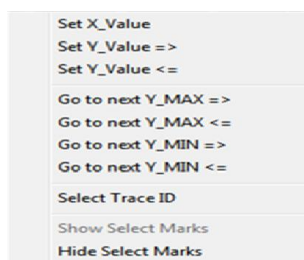 Set X_Value
Set Y_Value =>
Set Y_Value <=
Go to next Y_MAX =>
Go to next Y_MAX <=
Go to next Y_MIN =>
Go to next Y_MIN <=
Select Trace ID
Show Select Marks
Hide Select Marks